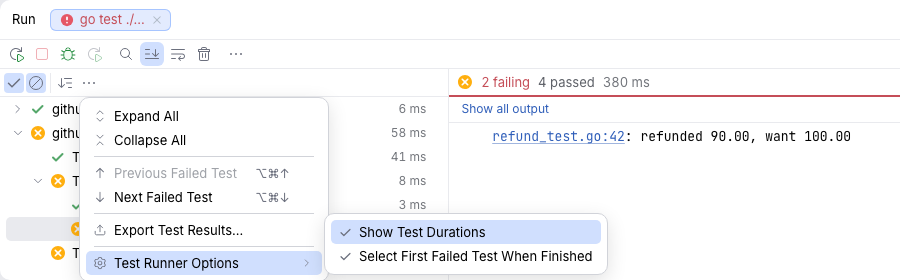 Run
go test ./...
2 failing 4 passed 380 ms
Show all output
refund_test.go:42: refunded 90.00, want 100.00
6 ms
58 ms
41 ms
8 ms
3 ms
Expand All
Collapse All
Previous Failed Test ⌥⌘↑
Next Failed Test ⌥⌘↓
Export Test Results...
Test Runner Options
Show Test Durations
Select First Failed Test When Finished